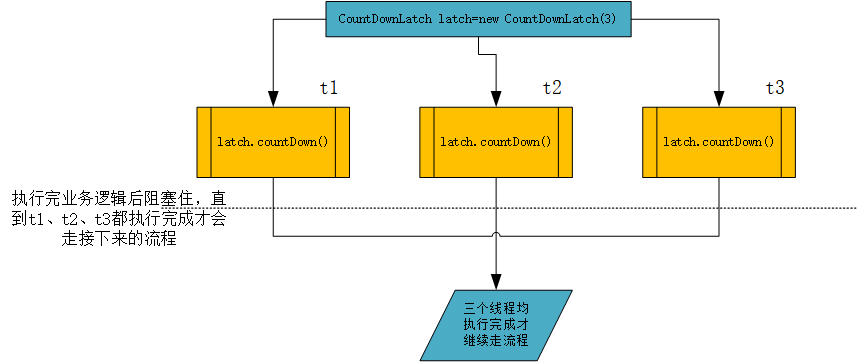 CountDownLatch latch=new CountDownLatch(3)
t1
t2
t3
latch.countDown()
latch.countDown()
latch.countDown()
执行完业务逻辑后阻塞住，直
到t1、t2、t3都执行完成才会
走接下来的流程
三个线程均
执行完成才
继续走流程